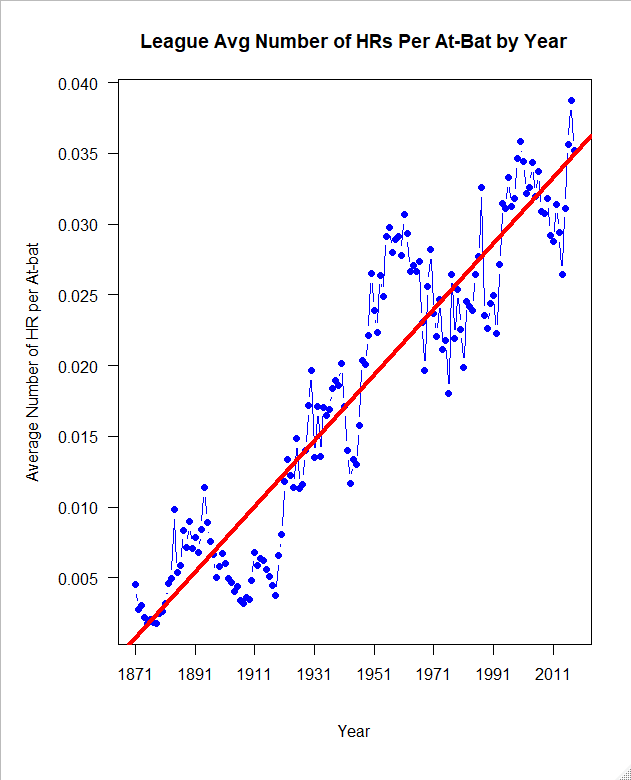 League Avg Number of HRs Per At-Bat by Year
0.040
0.035
0.030
0.025
0.020
0.015
0.010
0.005
Average Number of HR per At-bat
1871 1891 1911 1931 1951 1971 1991 2011
Year